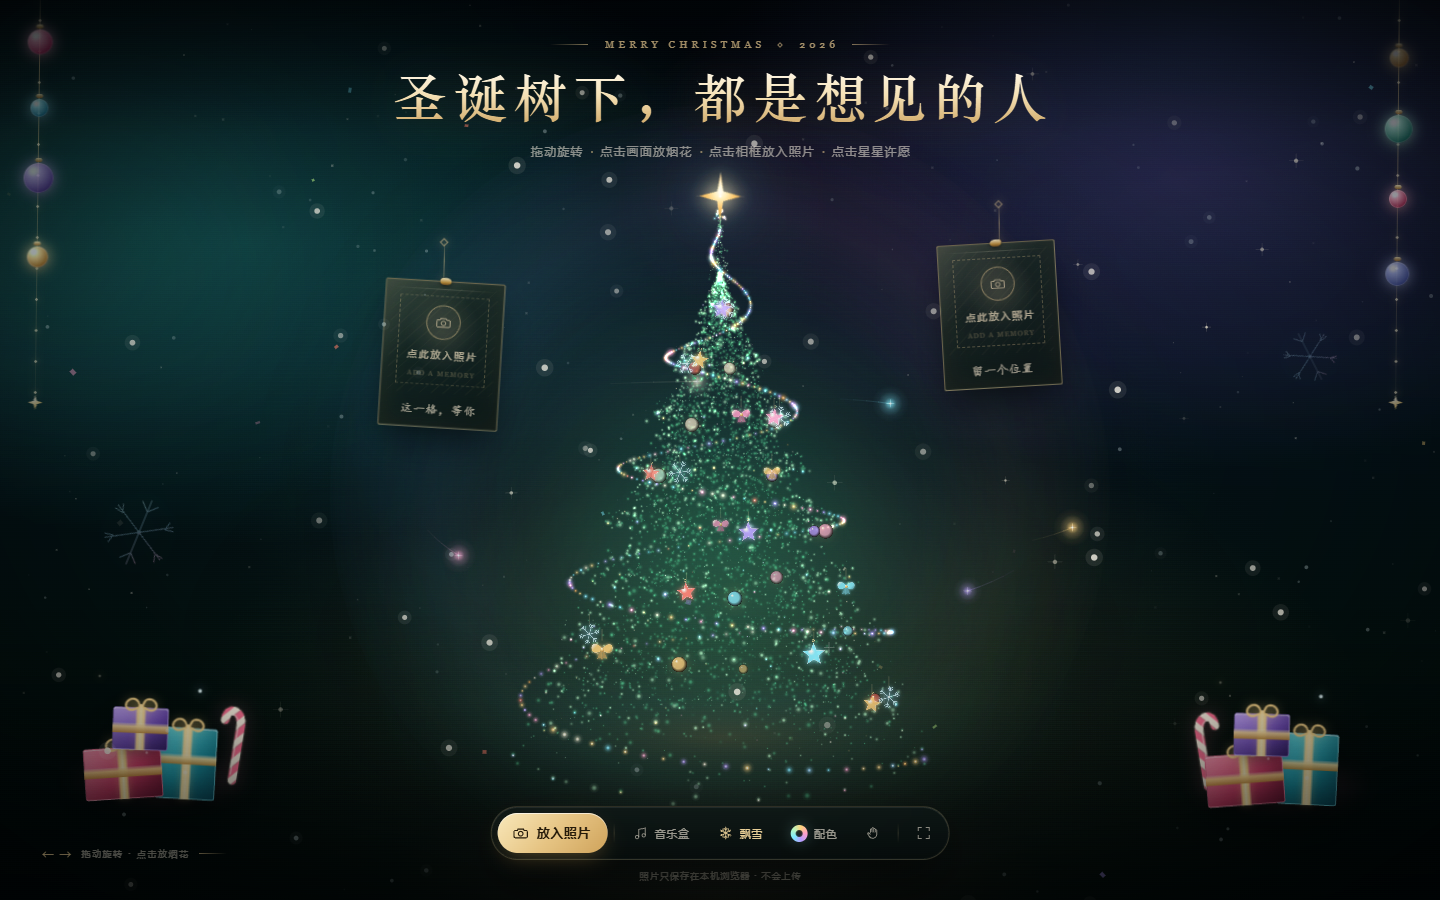 MERRY CHRISTMAS ◇ 2026
圣诞树下，都是想见的人
拖动旋转 · 点击画面放烟花 · 点击相框放入照片 · 点击星星许愿
点此放入照片
ADD A MEMORY
这一格，等你
点此放入照片
ADD A MEMORY
留一个位置
放入照片 音乐盒 飘雪 配色
← → 拖动旋转 · 点击放烟花
照片只保存在本机浏览器 · 不会上传